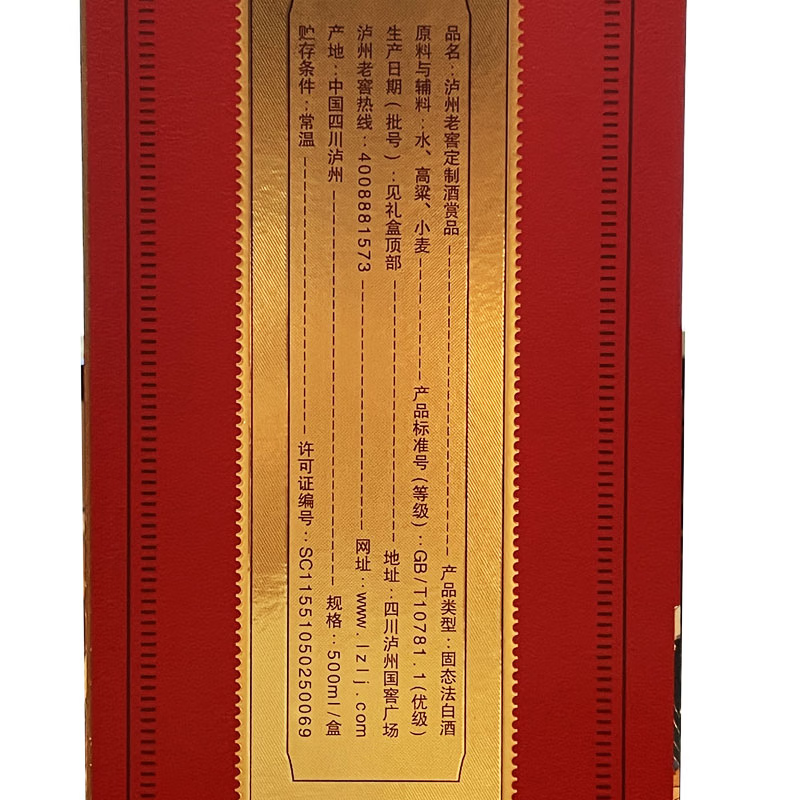 品名：泸州老窖定制酒赏品 产品类型：固态法白酒
原料与辅料：水、高粱、小麦 产品标准号(等级)：GB/T10781.1(优级)
生产日期(批号)：见礼盒顶部 地址：四川泸州国窖广场
泸州老窖热线：4008881573 网址：www.lzlj.com
产地：中国四川泸州 规格：500ml/盒
贮存条件：常温 许可证编号：SC11551050250069